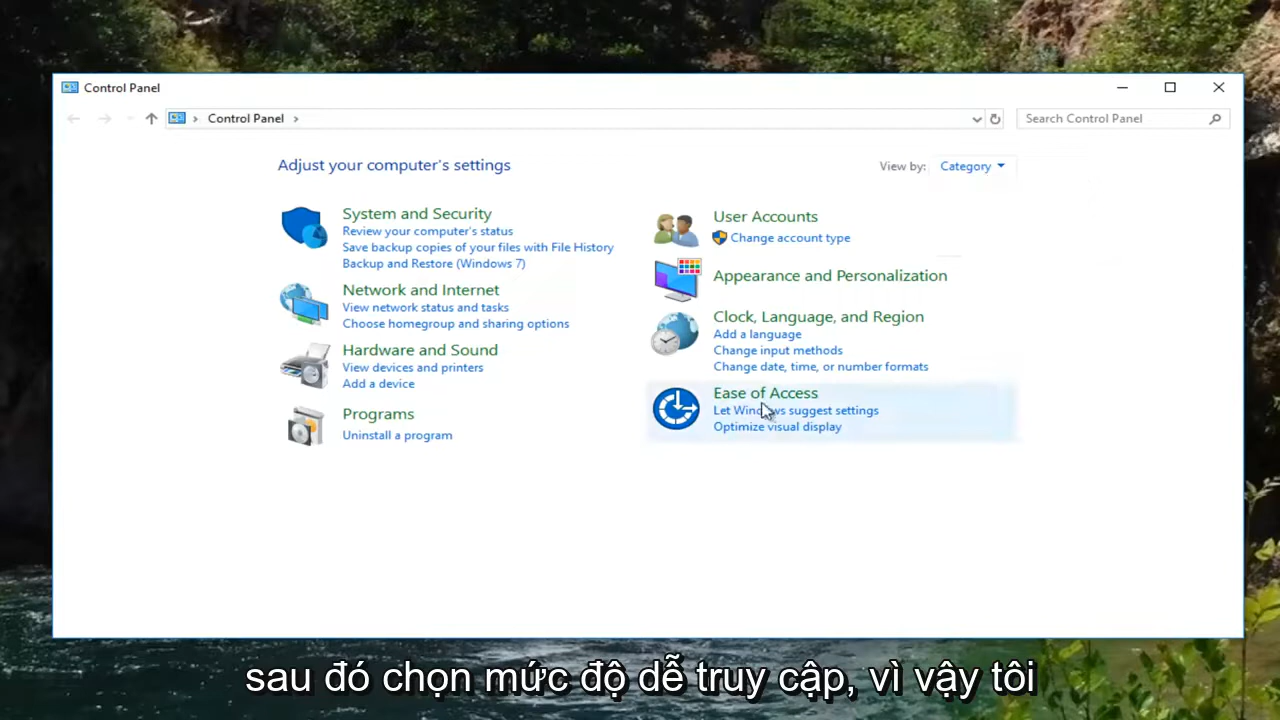 Control Panel
Control Panel
Search Control Panel
Adjust your computer's settings
View by: Category
System and Security
Review your computer's status
Save backup copies of your files with File History
Backup and Restore (Windows 7)
Network and Internet
View network status and tasks
Choose homegroup and sharing options
Hardware and Sound
View devices and printers
Add a device
Programs
Uninstall a program
User Accounts
Change account type
Appearance and Personalization
Clock, Language, and Region
Add a language
Change input methods
Change date, time, or number formats
Ease of Access
Let Windows suggest settings
Optimize visual display
sau đó chọn mức độ dễ truy cập, vì vậy tôi